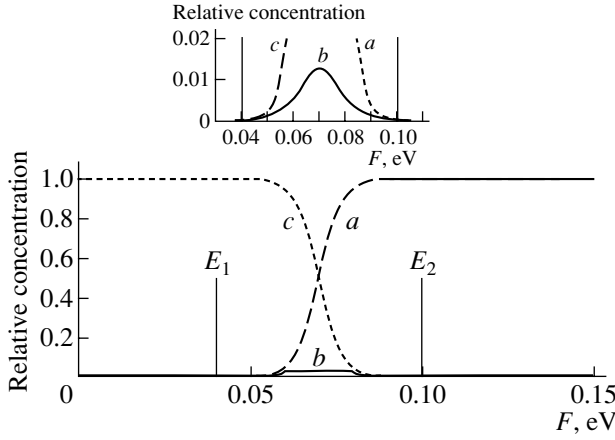 Relative concentration
0.02
c
a
b
0.01
0
0.04 0.06 0.08 0.10
F, eV
Relative concentration
1.0
0.8
0.6
0.4
0.2
c
a
E1
E2
b
0 0.05 0.10 0.15
F, eV